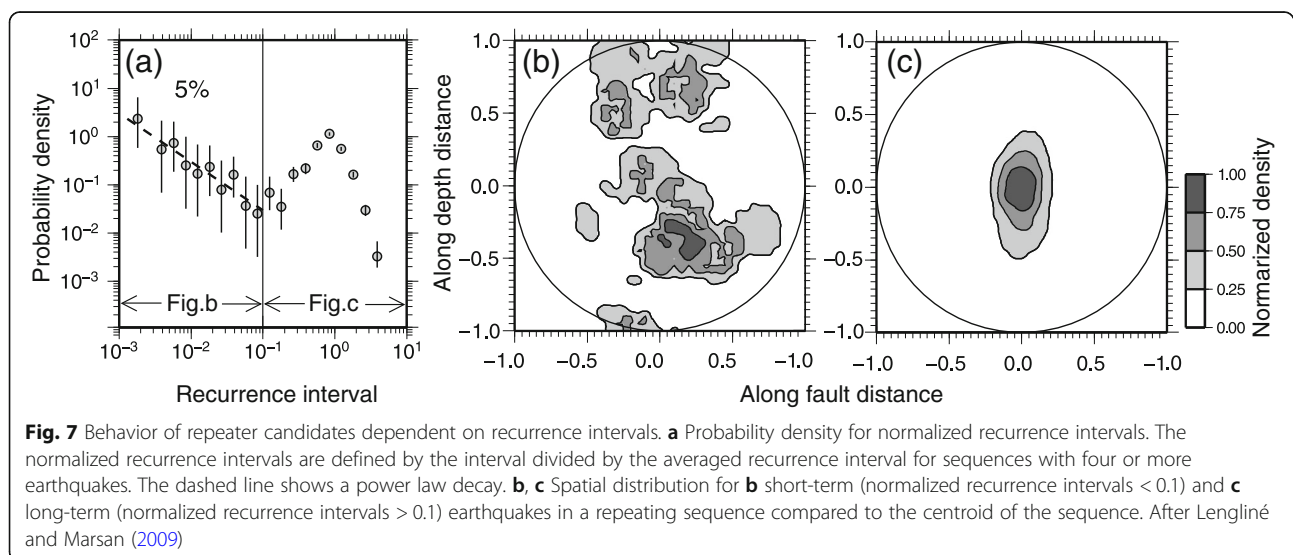 (a)
5%
10²
10¹
10⁰
10⁻¹
10⁻²
10⁻³
Probability density
Fig.b
Fig.c
10⁻³ 10⁻² 10⁻¹ 10⁰ 10¹
Recurrence interval
(b)
1.0
0.5
0.0
−0.5
−1.0
Along depth distance
−1.0 −0.5 0.0 0.5 1.0
(c)
1.0
0.5
0.0
−0.5
−1.0
−1.0 −0.5 0.0 0.5 1.0
Along fault distance
1.00
0.75
0.50
0.25
0.00
Normarized density
Fig. 7 Behavior of repeater candidates dependent on recurrence intervals. a Probability density for normalized recurrence intervals. The
normalized recurrence intervals are defined by the interval divided by the averaged recurrence interval for sequences with four or more
earthquakes. The dashed line shows a power law decay. b, c Spatial distribution for b short-term (normalized recurrence intervals < 0.1) and c
long-term (normalized recurrence intervals > 0.1) earthquakes in a repeating sequence compared to the centroid of the sequence. After Lengliné
and Marsan (2009)